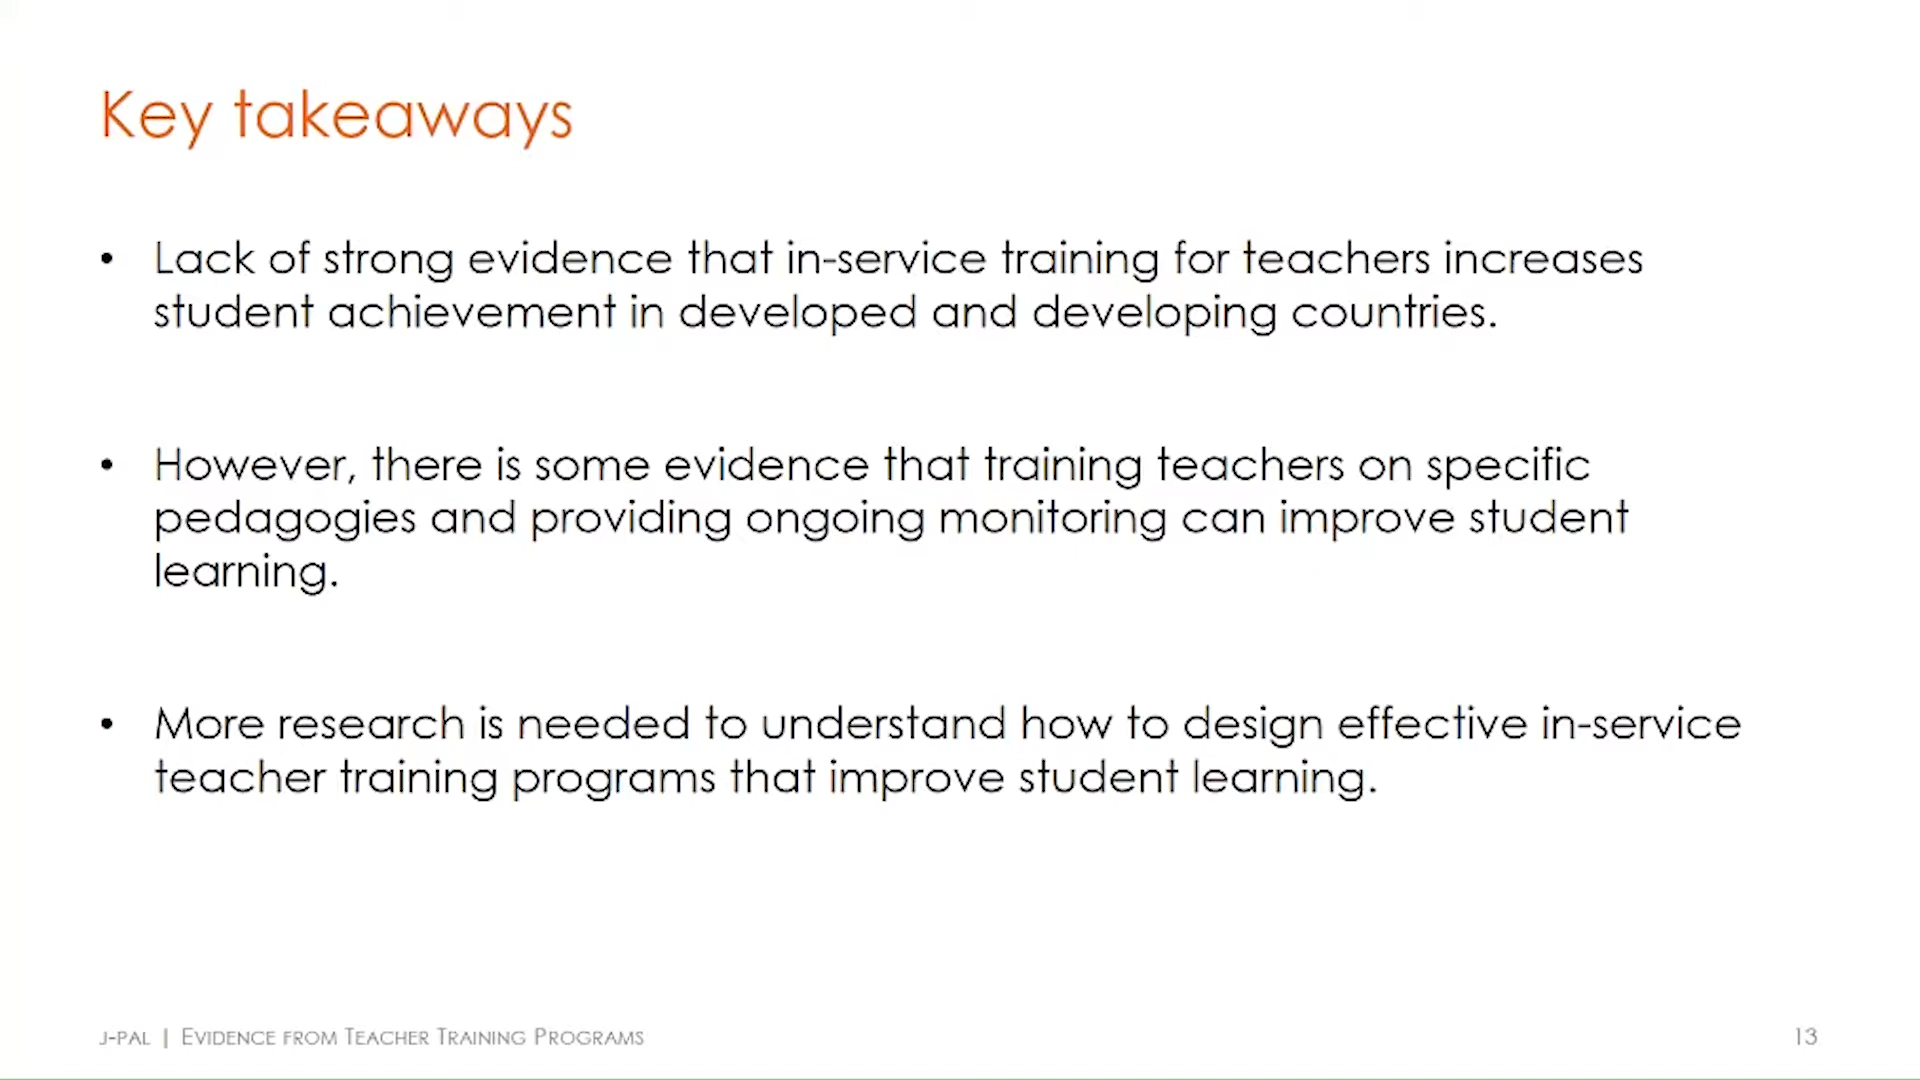 Key takeaways
• Lack of strong evidence that in-service training for teachers increases
student achievement in developed and developing countries.
• However, there is some evidence that training teachers on specific
pedagogies and providing ongoing monitoring can improve student
learning.
• More research is needed to understand how to design effective in-service
teacher training programs that improve student learning.
J-PAL | EVIDENCE FROM TEACHER TRAINING PROGRAMS
13